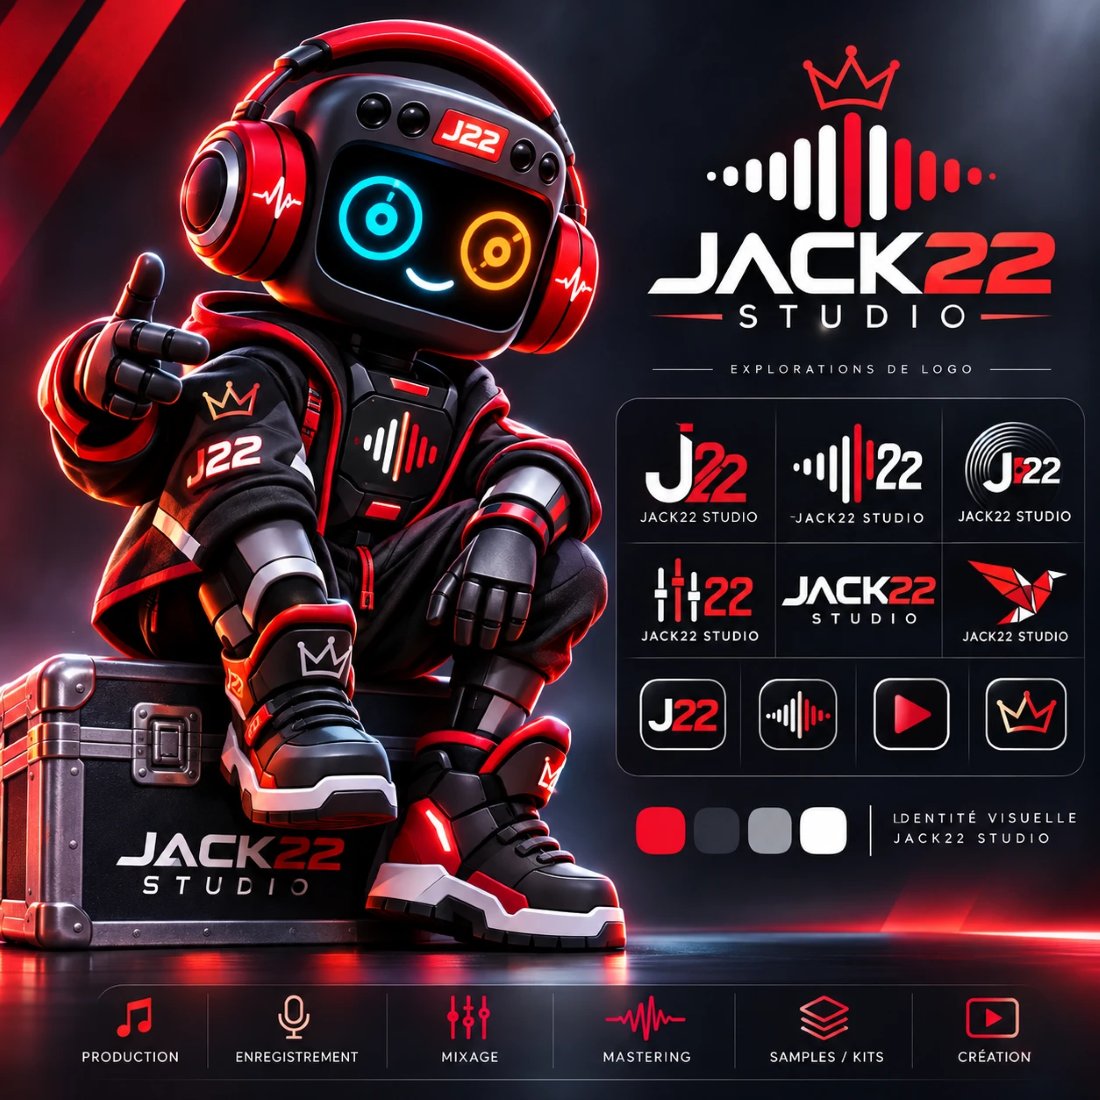 J22
J22
JACK22
STUDIO
JACK22
STUDIO
EXPLORATIONS DE LOGO
J22
JACK22 STUDIO
22
JACK22 STUDIO
J22
JACK22 STUDIO
22
JACK22 STUDIO
JACK22
STUDIO
JACK22 STUDIO
J22
IDENTITÉ VISUELLE
JACK22 STUDIO
PRODUCTION
ENREGISTREMENT
MIXAGE
MASTERING
SAMPLES / KITS
CRÉATION